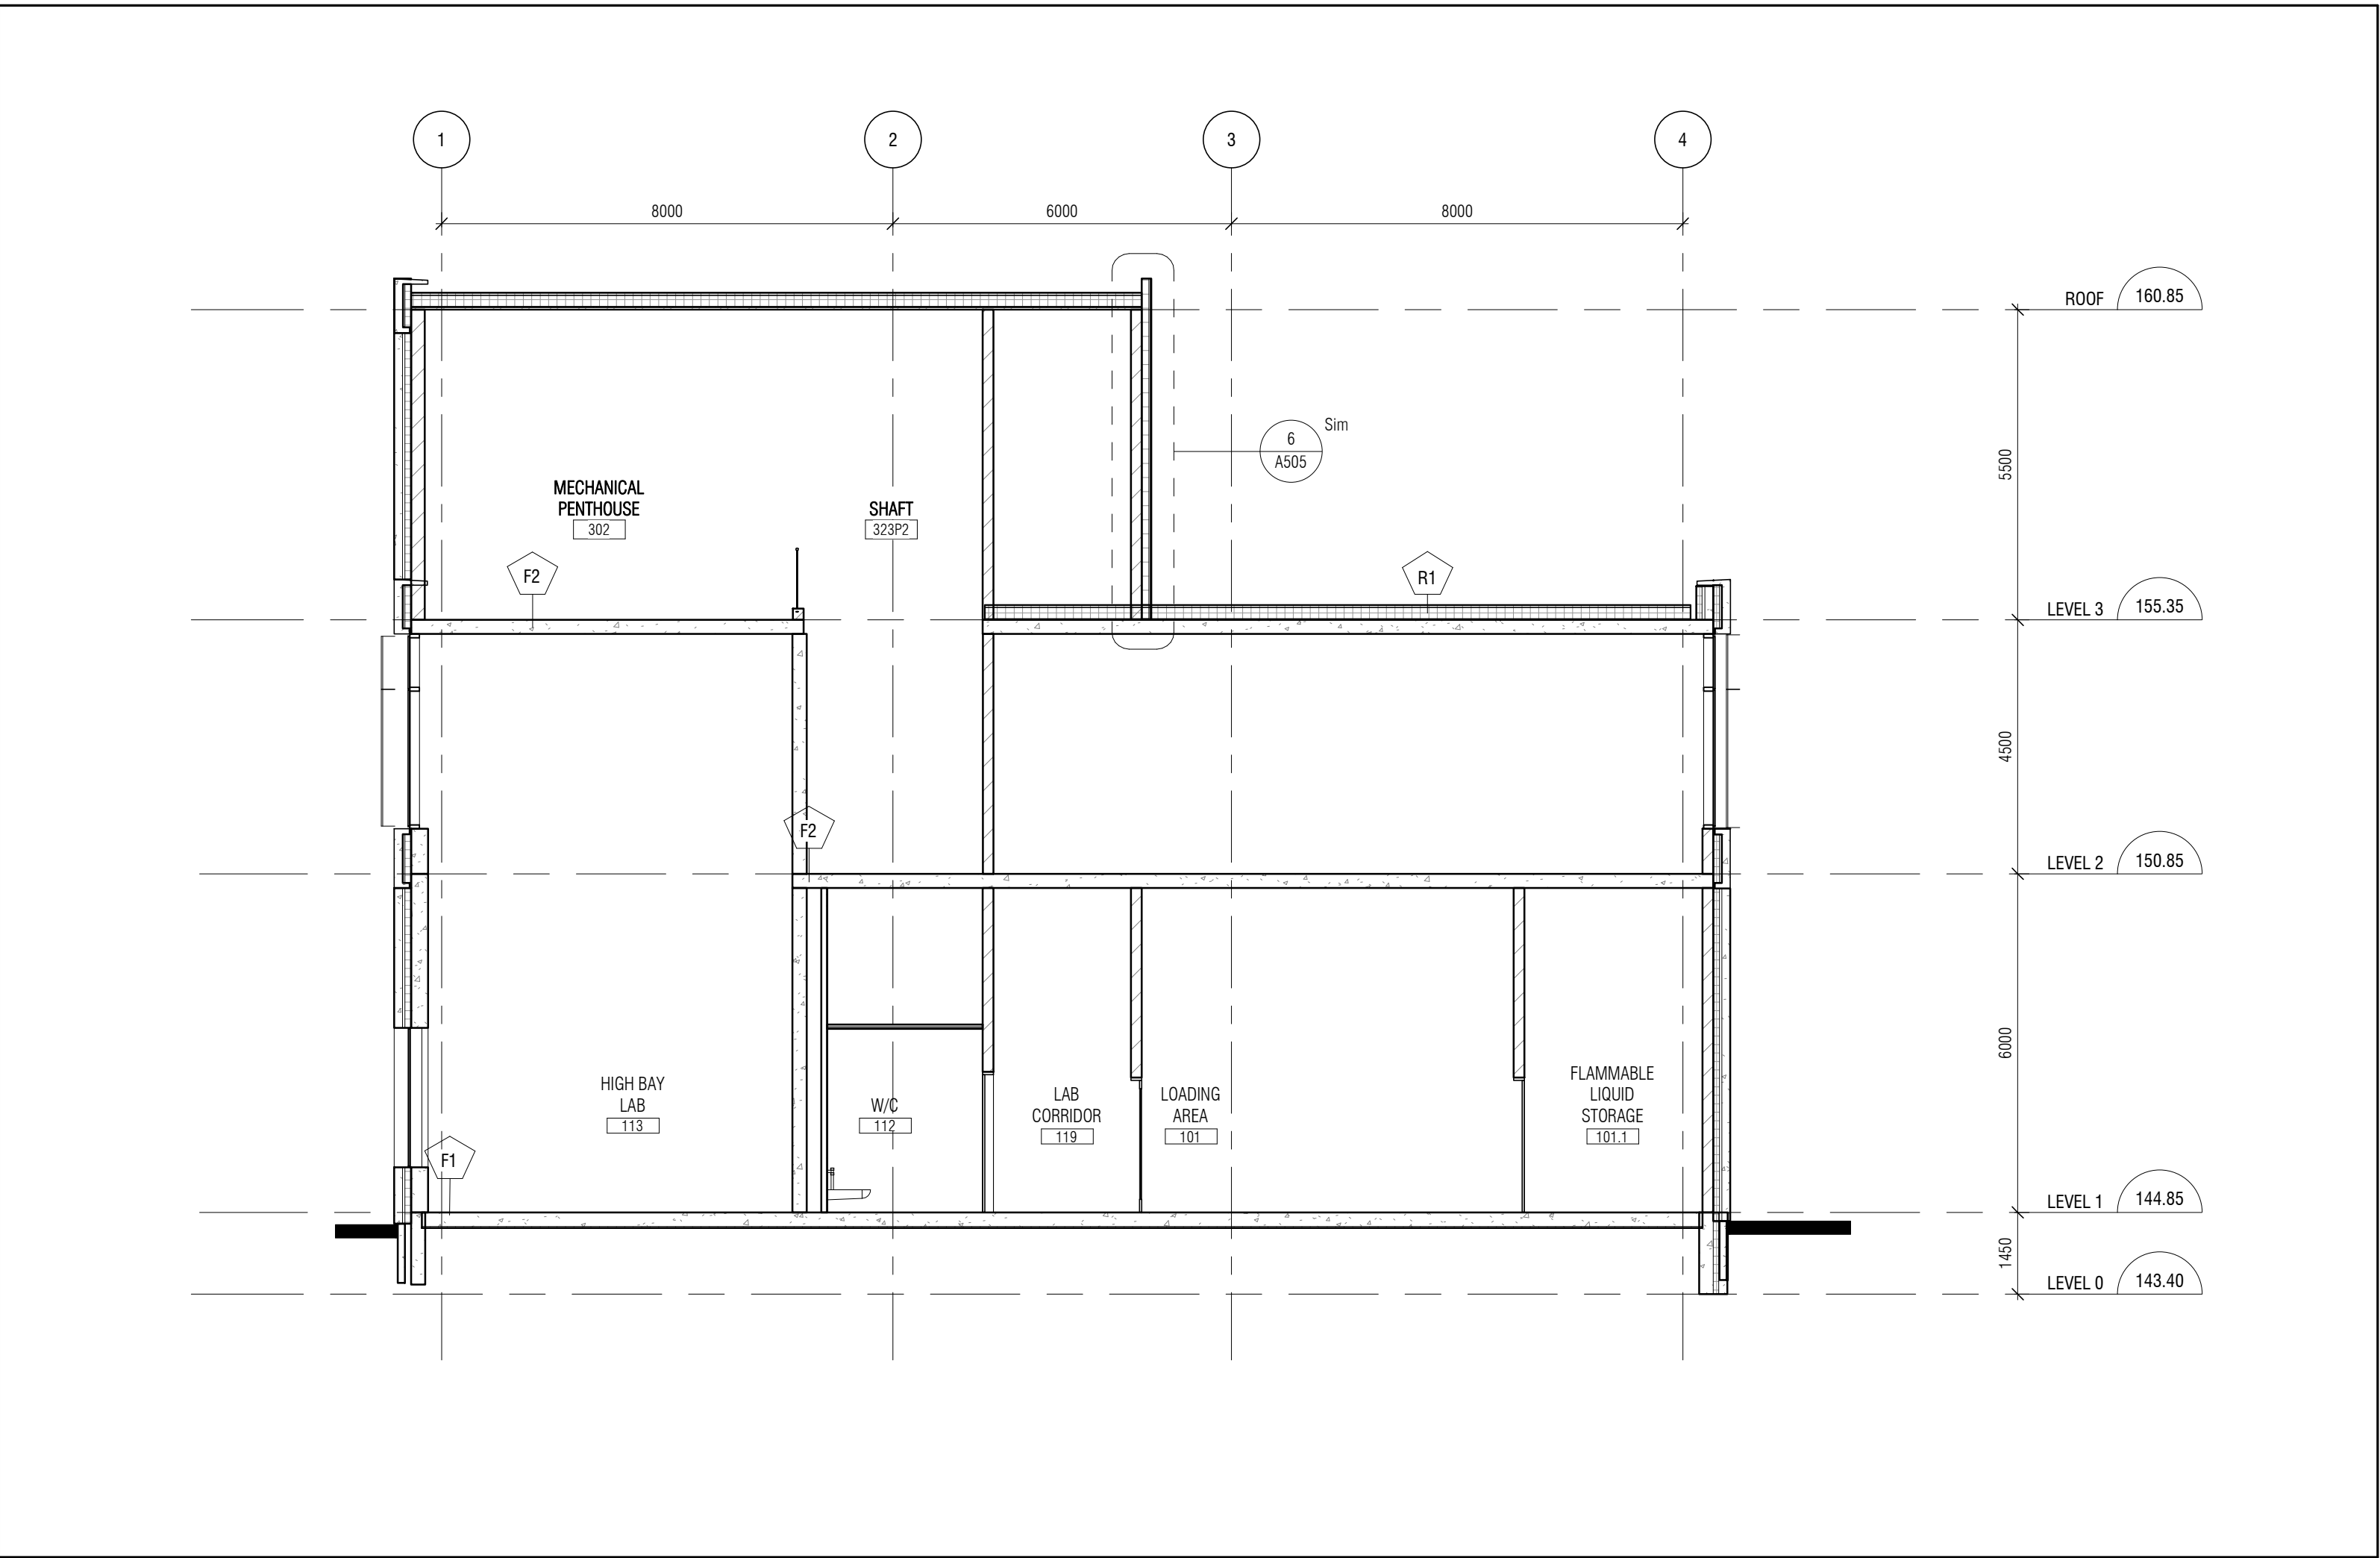 1
2
3
4
8000
6000
8000
ROOF 160.85
Sim
6
A505
5500
MECHANICAL
PENTHOUSE
302
SHAFT
323P2
F2
R1
LEVEL 3 155.35
4500
F2
LEVEL 2 150.85
6000
HIGH BAY
LAB
113
W/C
112
LAB
CORRIDOR
119
LOADING
AREA
101
FLAMMABLE
LIQUID
STORAGE
101.1
F1
LEVEL 1 144.85
1450
LEVEL 0 143.40